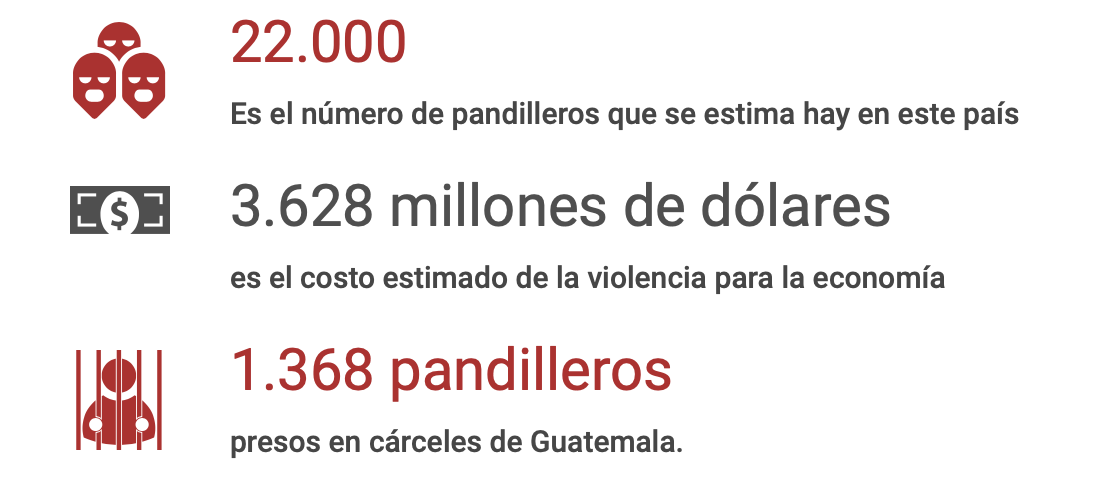 22.000
Es el número de pandilleros que se estima hay en este país
$
3.628 millones de dólares
es el costo estimado de la violencia para la economía
1.368 pandilleros
presos en cárceles de Guatemala.